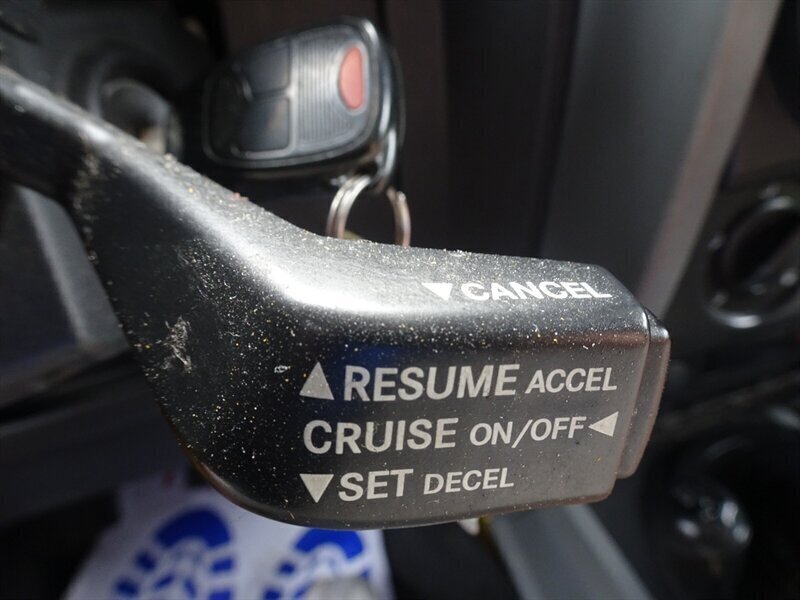 ▼CANCEL
▲RESUME ACCEL
CRUISE ON/OFF◀
▼SET DECEL